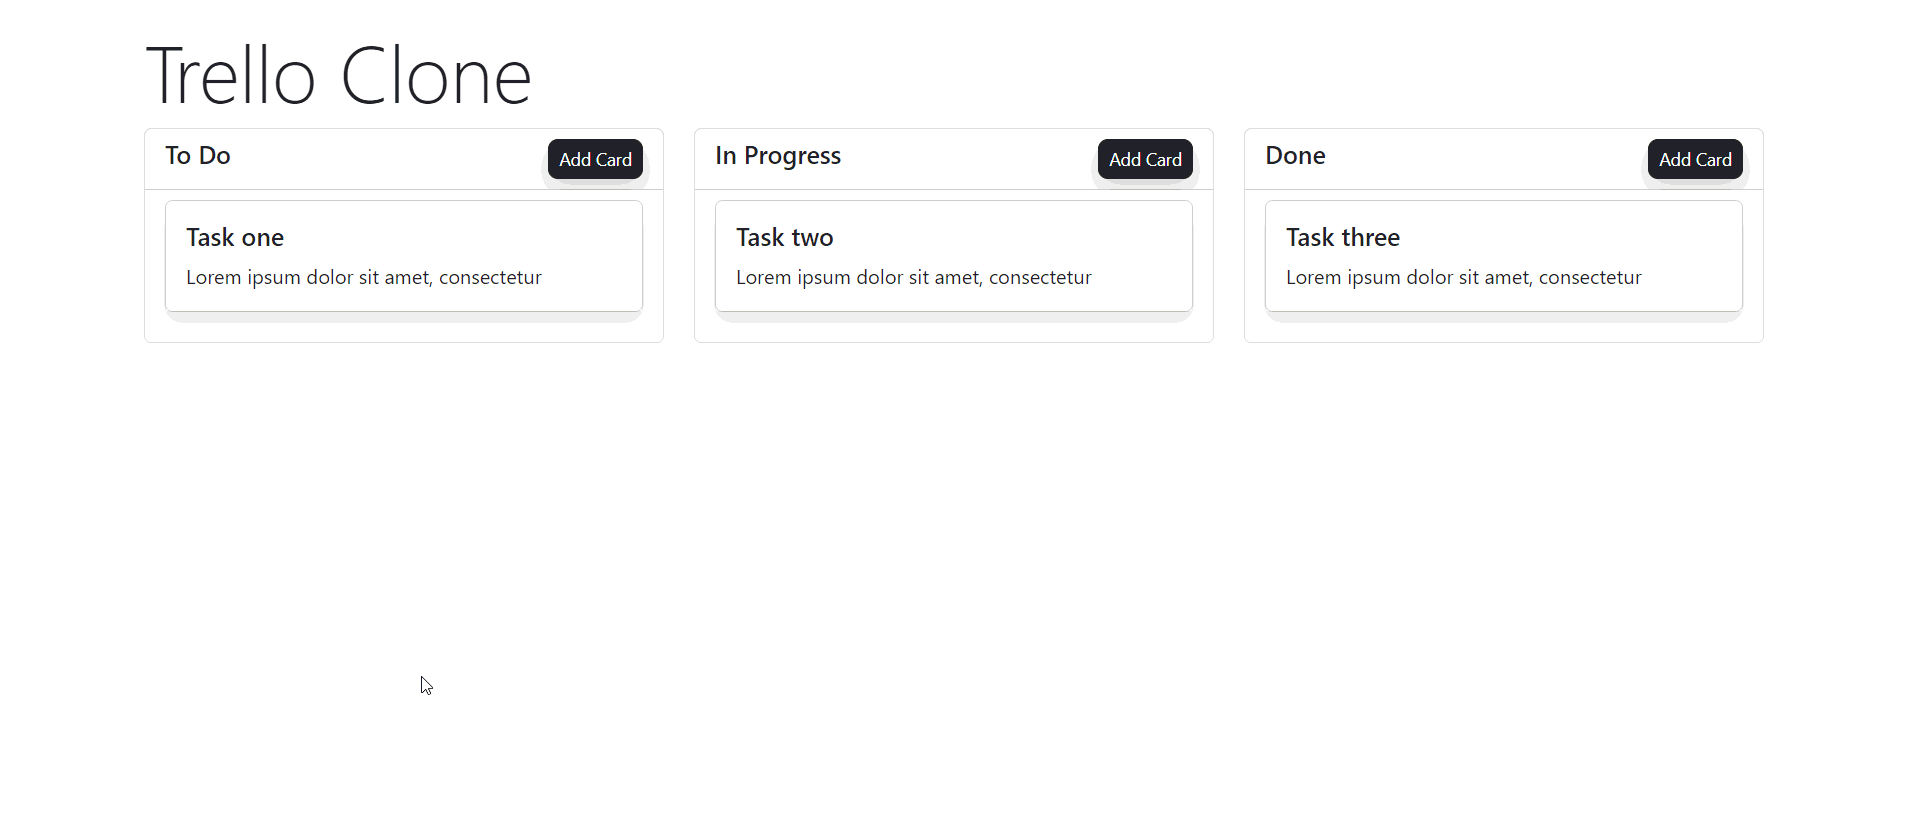 Trello Clone
To Do
Add Card
Task one
Lorem ipsum dolor sit amet, consectetur
In Progress
Add Card
Task two
Lorem ipsum dolor sit amet, consectetur
Done
Add Card
Task three
Lorem ipsum dolor sit amet, consectetur